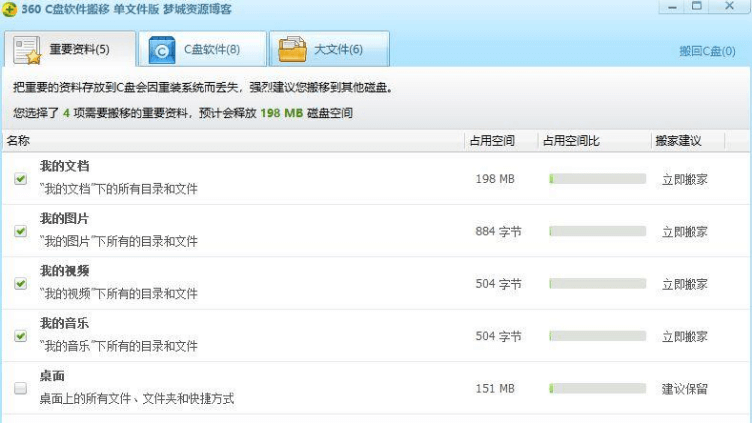 360 C盘软件搬移 单文件版 梦城资源博客
重要资料(5) C盘软件(8) 大文件(6) 搬回C盘(0)
把重要的资料存放到C盘会因重装系统而丢失，强烈建议您搬移到其他磁盘。
您选择了 4 项需要搬移的重要资料，预计会释放 198 MB 磁盘空间
名称 占用空间 占用空间比 搬家建议
我的文档
"我的文档"下的所有目录和文件 198 MB 立即搬家
我的图片
"我的图片"下所有的目录和文件 884 字节 立即搬家
我的视频
"我的视频"下所有的目录和文件 504 字节 立即搬家
我的音乐
"我的音乐"下所有的目录和文件 504 字节 立即搬家
桌面
桌面上的所有文件、文件夹和快捷方式 151 MB 建议保留